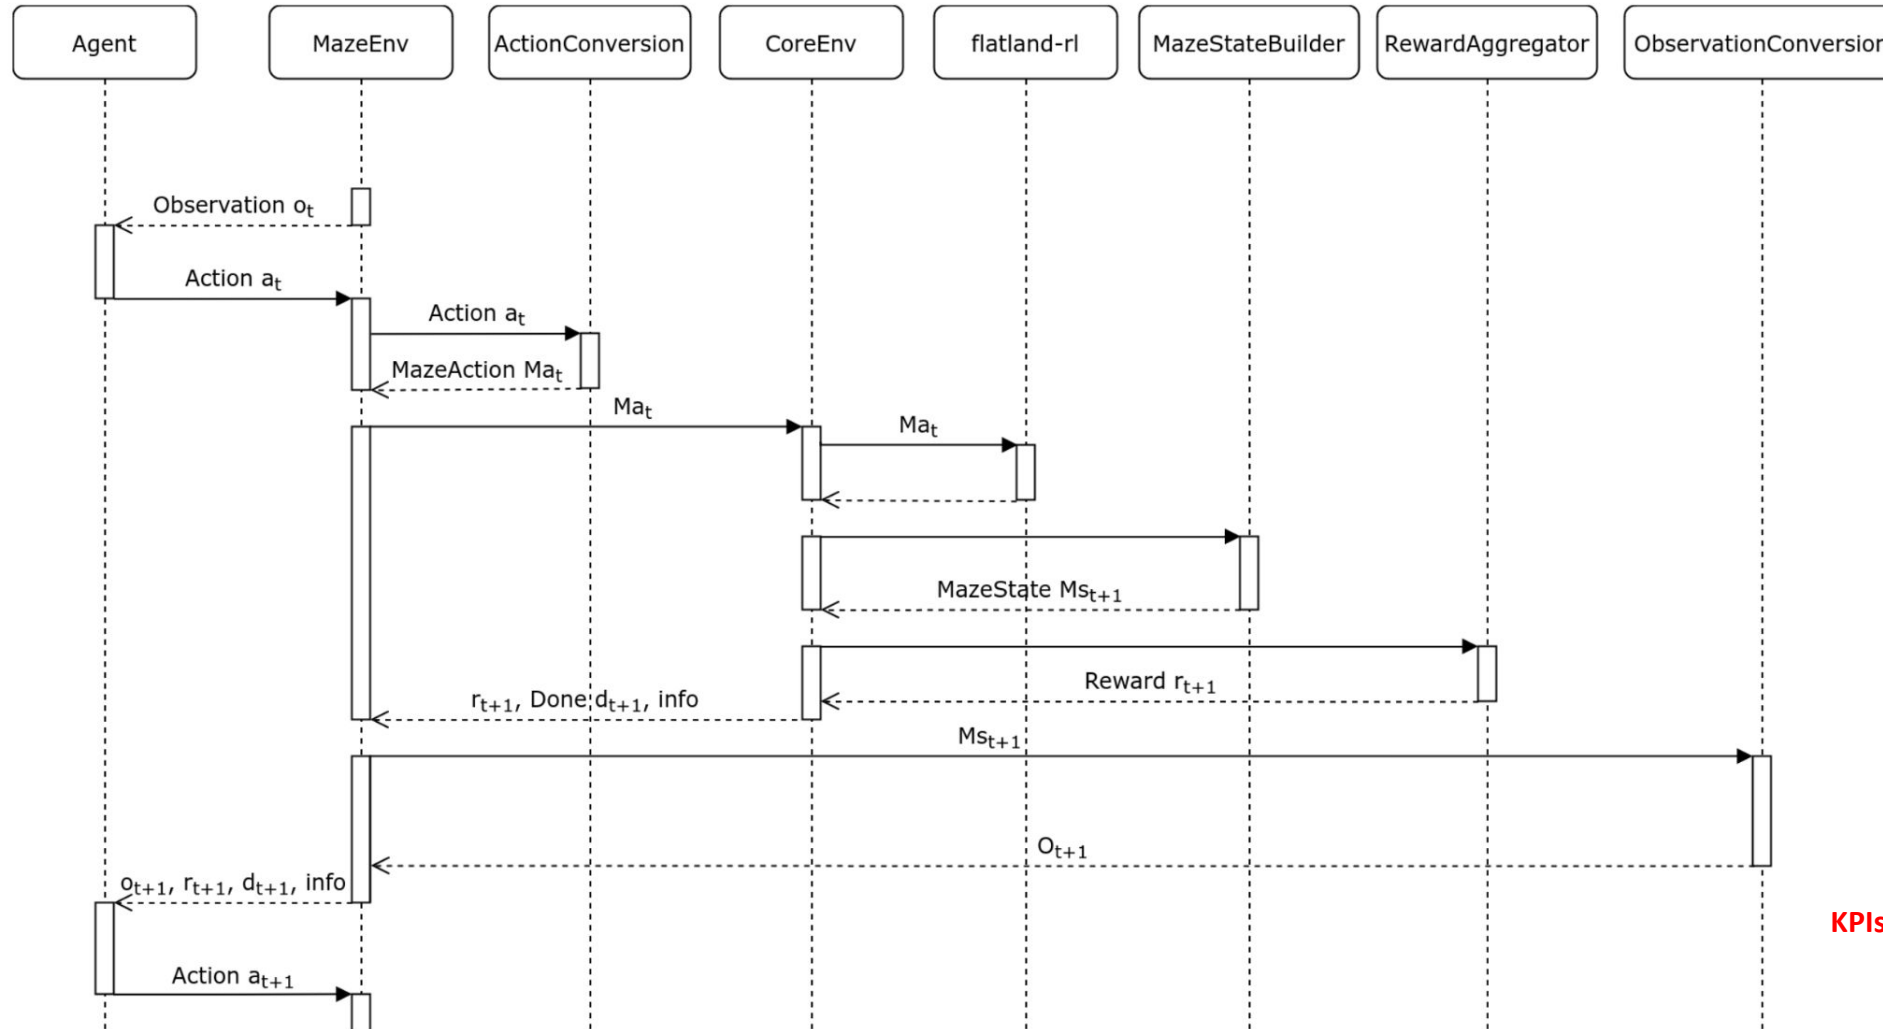 Agent
MazeEnv
ActionConversion
CoreEnv
flatland-rl
MazeStateBuilder
RewardAggregator
ObservationConversion
Observation oₜ
Action aₜ
Action aₜ
MazeAction Maₜ
Maₜ
Maₜ
MazeState Msₜ₊₁
Reward rₜ₊₁
rₜ₊₁, Done dₜ₊₁, info
Msₜ₊₁
Oₜ₊₁
oₜ₊₁, rₜ₊₁, dₜ₊₁, info
KPIs
Action aₜ₊₁